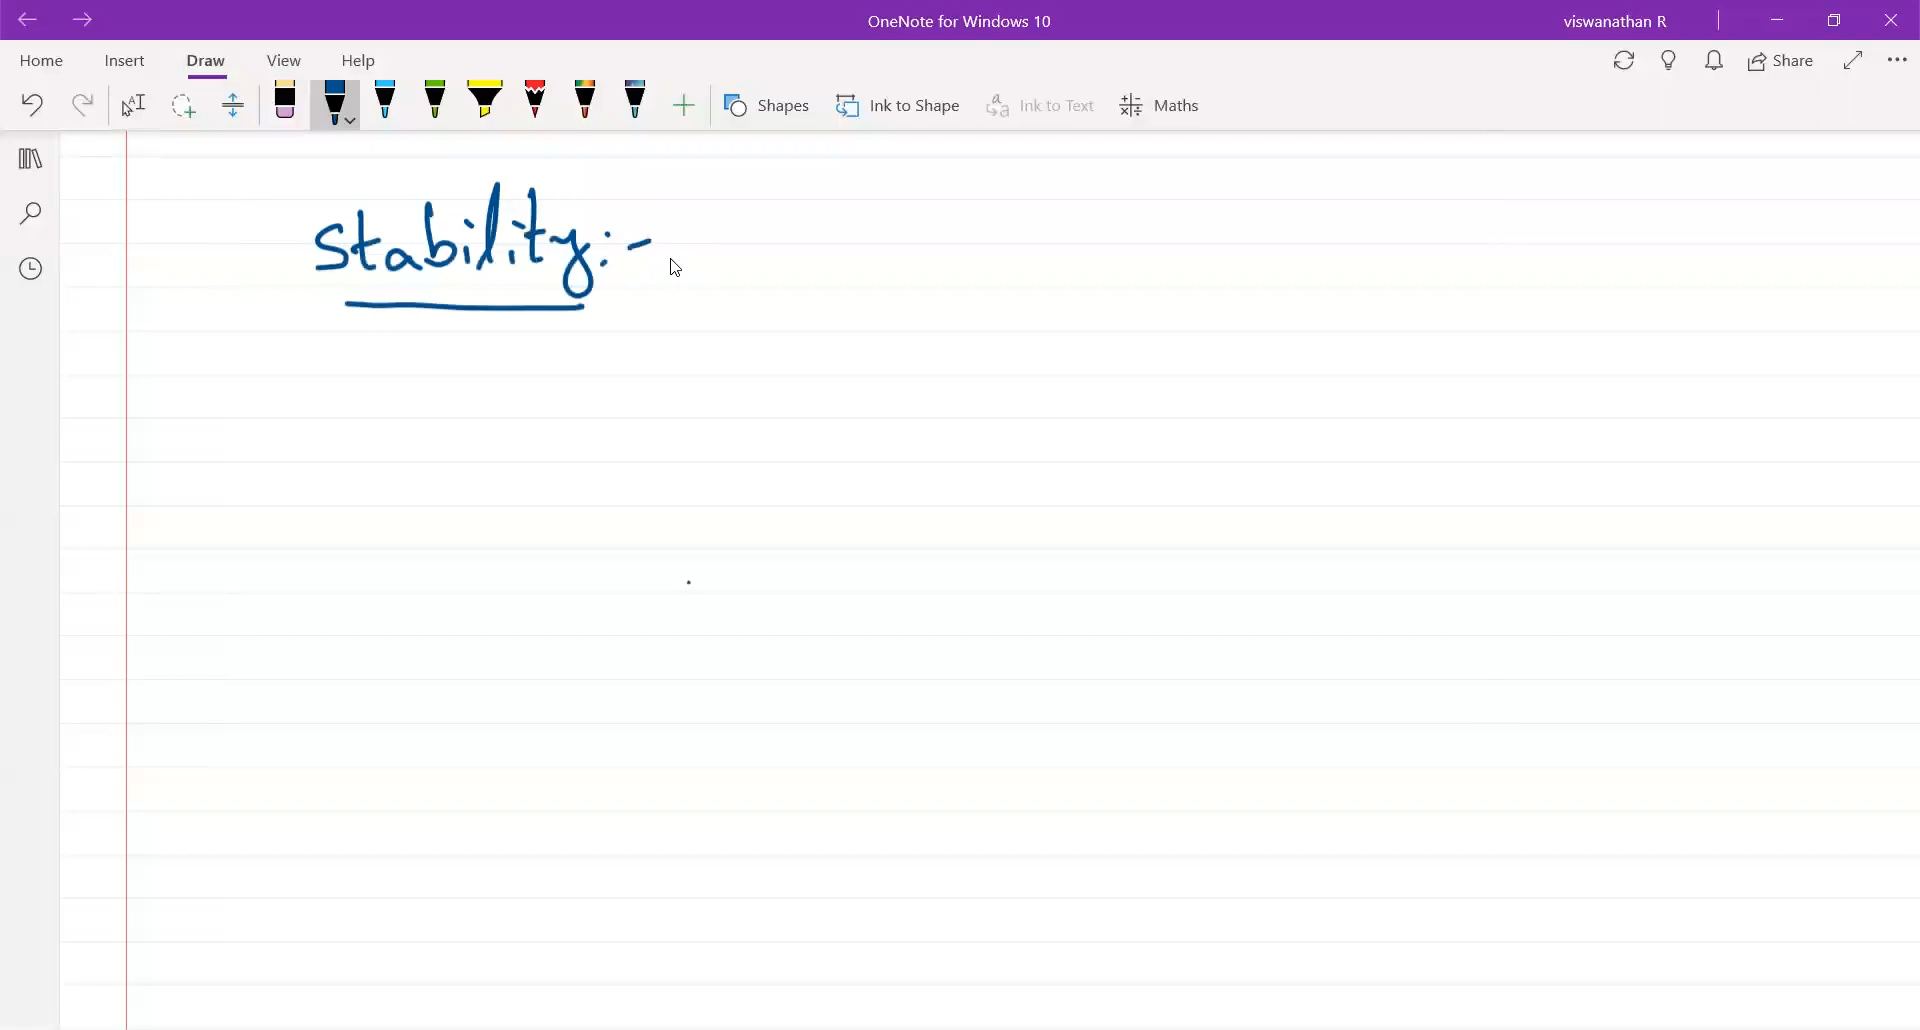 OneNote for Windows 10
viswanathan R
Home Insert Draw View Help
Share
Shapes Ink to Shape Ink to Text Maths
Stability:-